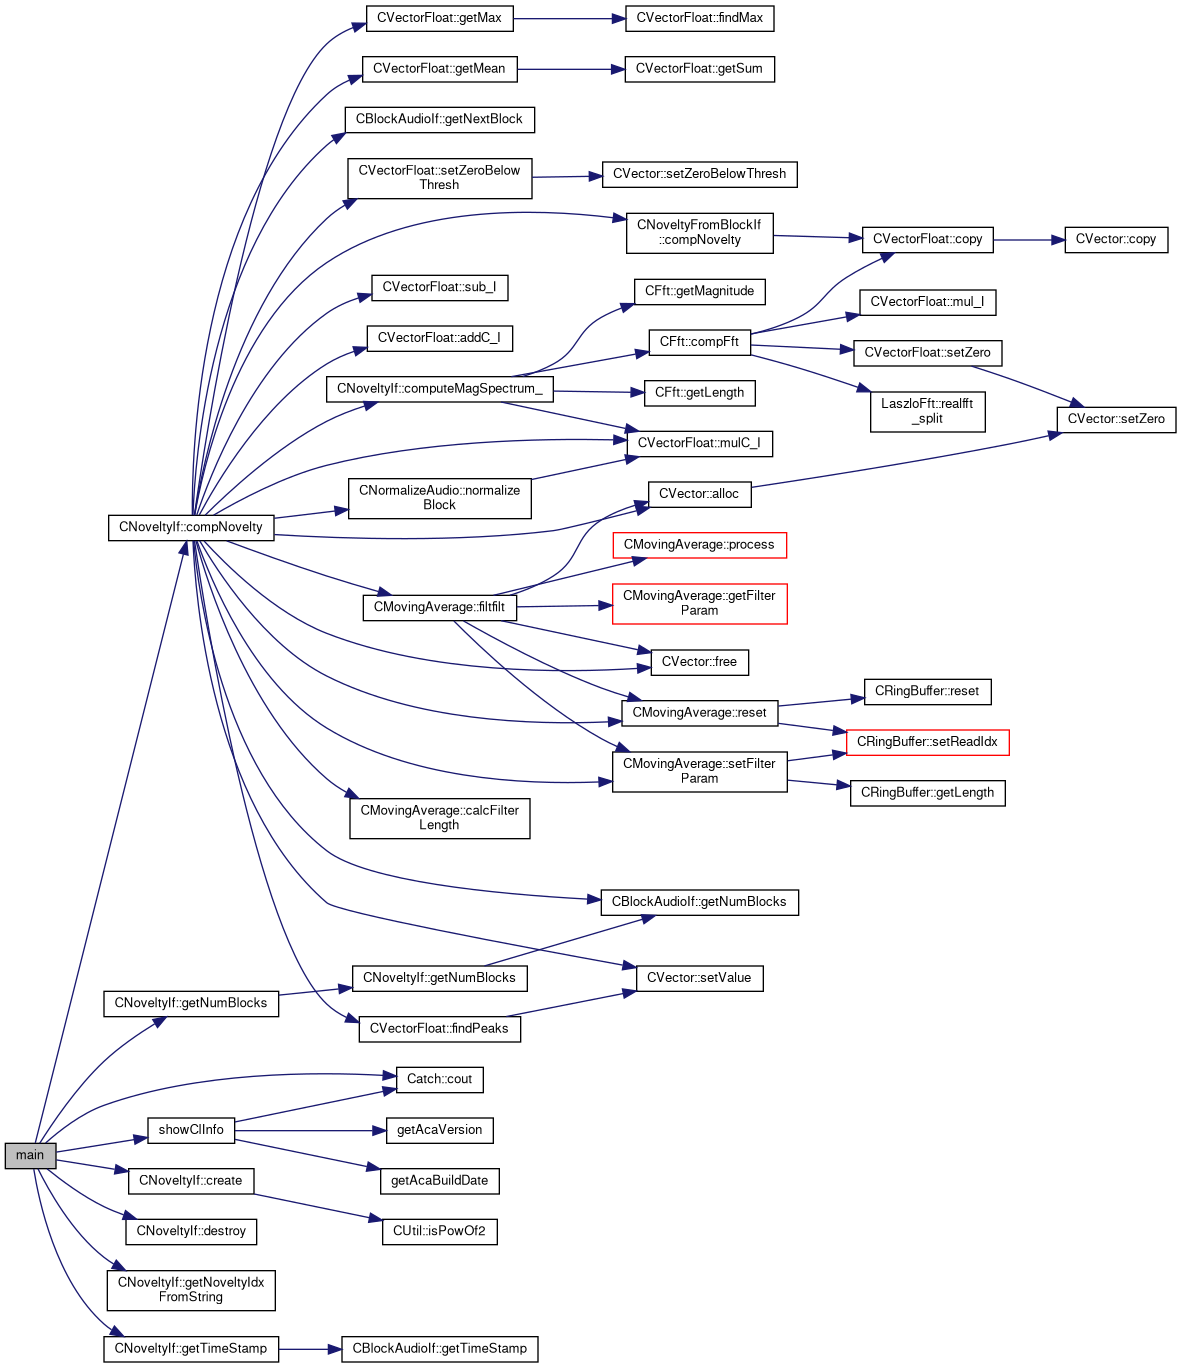 CVectorFloat::getMax
CVectorFloat::findMax
CVectorFloat::getMean
CVectorFloat::getSum
CBlockAudioIf::getNextBlock
CVectorFloat::setZeroBelow
Thresh
CVector::setZeroBelowThresh
CNoveltyFromBlockIf
::compNovelty
CVectorFloat::copy
CVector::copy
CVectorFloat::sub_I
CFft::getMagnitude
CVectorFloat::mul_I
CVectorFloat::addC_I
CFft::compFft
CVectorFloat::setZero
CNoveltyIf::computeMagSpectrum_
CFft::getLength
LaszloFft::realfft
_split
CVector::setZero
CVectorFloat::mulC_I
CNormalizeAudio::normalize
Block
CVector::alloc
CNoveltyIf::compNovelty
CMovingAverage::process
CMovingAverage::filtfilt
CMovingAverage::getFilter
Param
CVector::free
CRingBuffer::reset
CMovingAverage::reset
CRingBuffer::setReadIdx
CMovingAverage::setFilter
Param
CRingBuffer::getLength
CMovingAverage::calcFilter
Length
CBlockAudioIf::getNumBlocks
CNoveltyIf::getNumBlocks
CVector::setValue
CNoveltyIf::getNumBlocks
CVectorFloat::findPeaks
Catch::cout
showClInfo
getAcaVersion
main
CNoveltyIf::create
getAcaBuildDate
CNoveltyIf::destroy
CUtil::isPowOf2
CNoveltyIf::getNoveltyIdx
FromString
CNoveltyIf::getTimeStamp
CBlockAudioIf::getTimeStamp